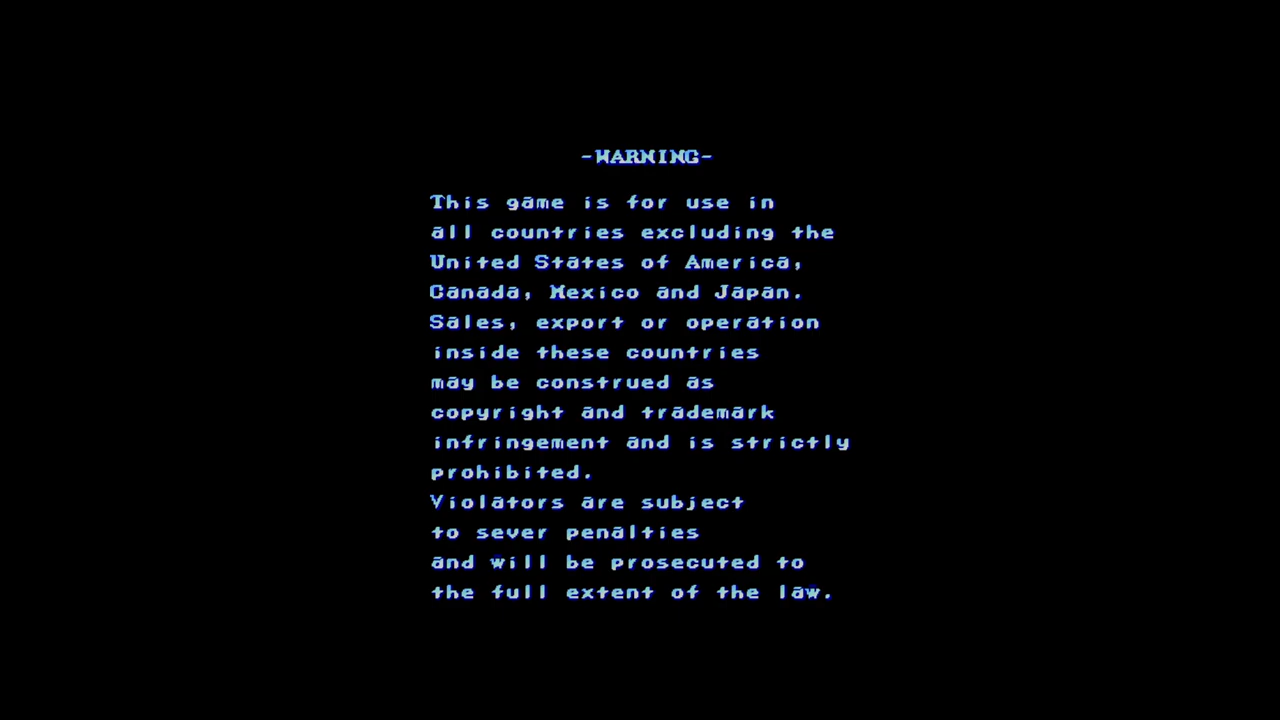 -WARNING-
This game is for use in
all countries excluding the
United States of America,
Canada, Mexico and Japan.
Sales, export or operation
inside these countries
may be construed as
copyright and trademark
infringement and is strictly
prohibited.
Violators are subject
to sever penalties
and will be prosecuted to
the full extent of the law.